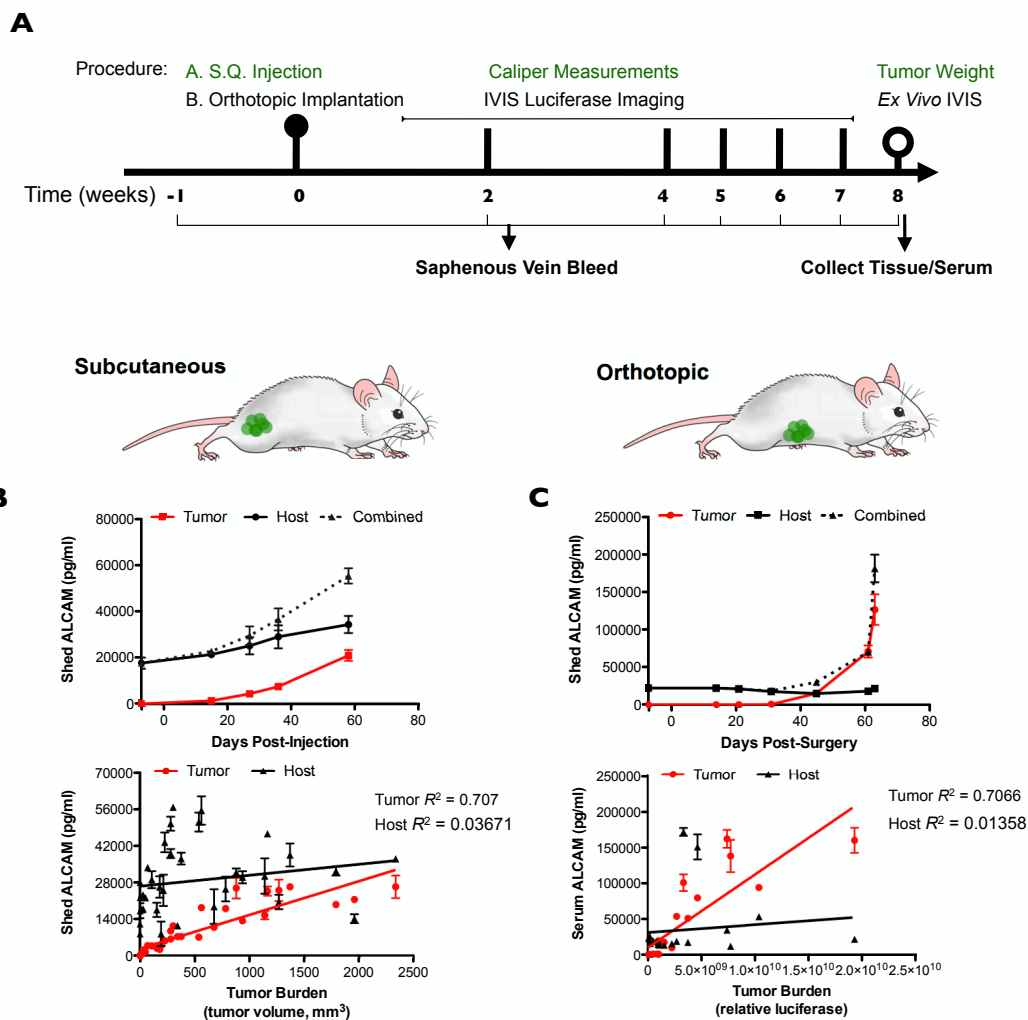 A
Procedure:
A. S.Q. Injection
Caliper Measurements
Tumor Weight
B. Orthotopic Implantation
IVIS Luciferase Imaging
Ex Vivo IVIS
Time (weeks)
-1 0 2 4 5 6 7 8
Saphenous Vein Bleed
Collect Tissue/Serum
Subcutaneous
Orthotopic
B
Tumor Host Combined
Shed ALCAM (pg/ml)
80000
60000
40000
20000
0
0 20 40 60 80
Days Post-Injection
Tumor Host
Shed ALCAM (pg/ml)
70000
56000
42000
28000
14000
0
Tumor R² = 0.707
Host R² = 0.03671
0 500 1000 1500 2000 2500
Tumor Burden
(tumor volume, mm³)
C
Tumor Host Combined
Shed ALCAM (pg/ml)
250000
200000
150000
100000
50000
0
0 20 40 60 80
Days Post-Surgery
Tumor Host
Serum ALCAM (pg/ml)
250000
200000
150000
100000
50000
0
Tumor R² = 0.7066
Host R² = 0.01358
0 5.0×10⁰⁹ 1.0×10¹⁰ 1.5×10¹⁰ 2.0×10¹⁰ 2.5×10¹⁰
Tumor Burden
(relative luciferase)